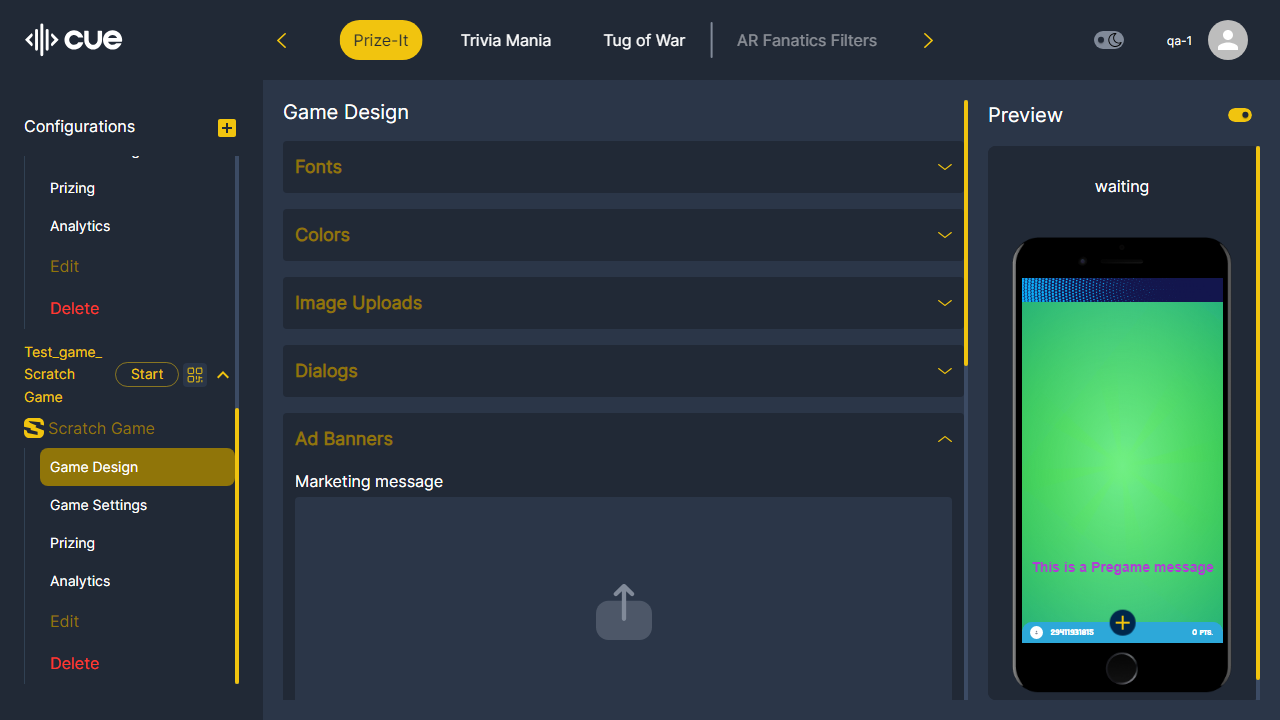 cue
Prize-It
Trivia Mania
Tug of War
AR Fanatics Filters
qa-1
Configurations
Prizing
Analytics
Edit
Delete
Test_game_
Scratch
Game
Start
Scratch Game
Game Design
Game Settings
Prizing
Analytics
Edit
Delete
Game Design
Fonts
Colors
Image Uploads
Dialogs
Ad Banners
Marketing message
Preview
waiting
This is a Pregame message
0 PTS.